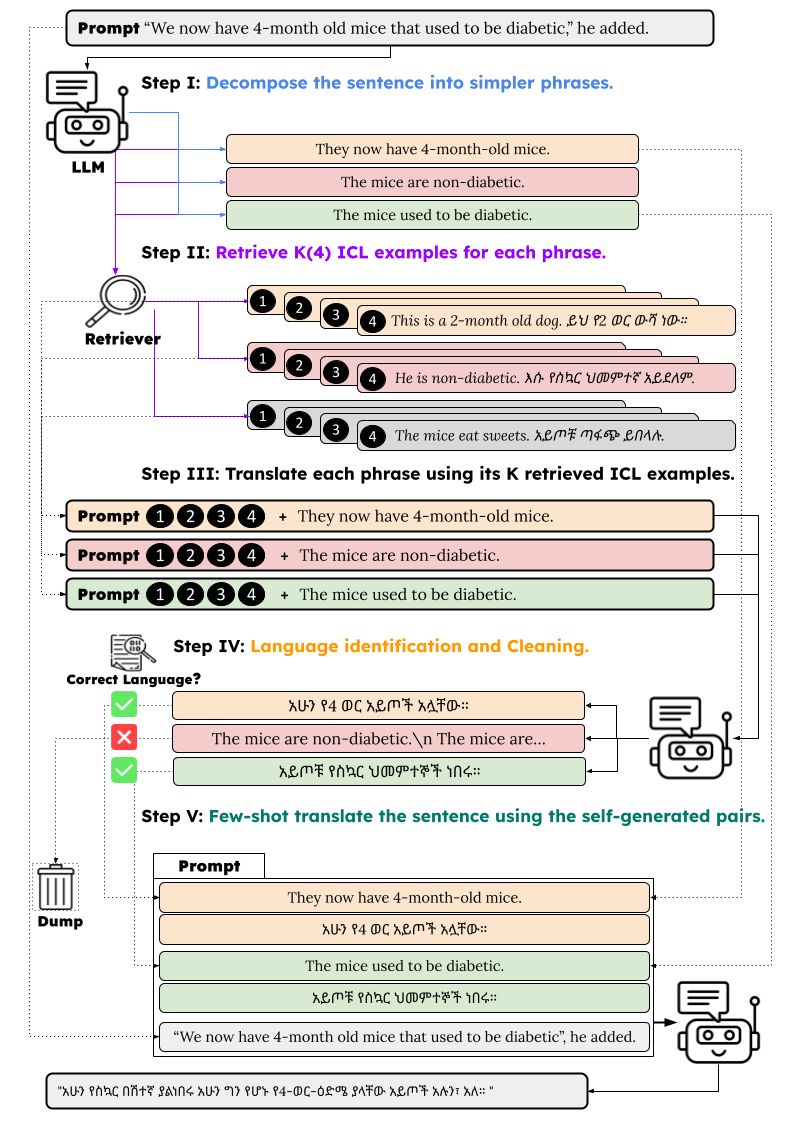 Prompt “We now have 4-month old mice that used to be diabetic,” he added.
Step I: Decompose the sentence into simpler phrases.
LLM
They now have 4-month-old mice.
The mice are non-diabetic.
The mice used to be diabetic.
Step II: Retrieve K(4) ICL examples for each phrase.
Retriever
1 2 3 4 This is a 2-month old dog. ይህ የ2 ወር ውሻ ነው።
1 2 3 4 He is non-diabetic. እሱ የስኳር ህመምተኛ አይደለም.
1 2 3 4 The mice eat sweets. አይጦቹ ጣፋጭ ይበላሉ.
Step III: Translate each phrase using its K retrieved ICL examples.
Prompt 1 2 3 4 + They now have 4-month-old mice.
Prompt 1 2 3 4 + The mice are non-diabetic.
Prompt 1 2 3 4 + The mice used to be diabetic.
Step IV: Language identification and Cleaning.
Correct Language?
አሁን የ4 ወር አይጦች አሏቸው።
The mice are non-diabetic.\n The mice are...
አይጦቹ የስኳር ህመምተኞች ነበሩ።
Step V: Few-shot translate the sentence using the self-generated pairs.
Dump
Prompt
They now have 4-month-old mice.
አሁን የ4 ወር አይጦች አሏቸው።
The mice used to be diabetic.
አይጦቹ የስኳር ህመምተኞች ነበሩ።
“We now have 4-month old mice that used to be diabetic”, he added.
"አሁን የስኳር በሽተኛ ያልነበሩ አሁን ግን የሆኑ የ4-ወር-ዕድሜ ያላቸው አይጦች አሉን፣ አለ። "